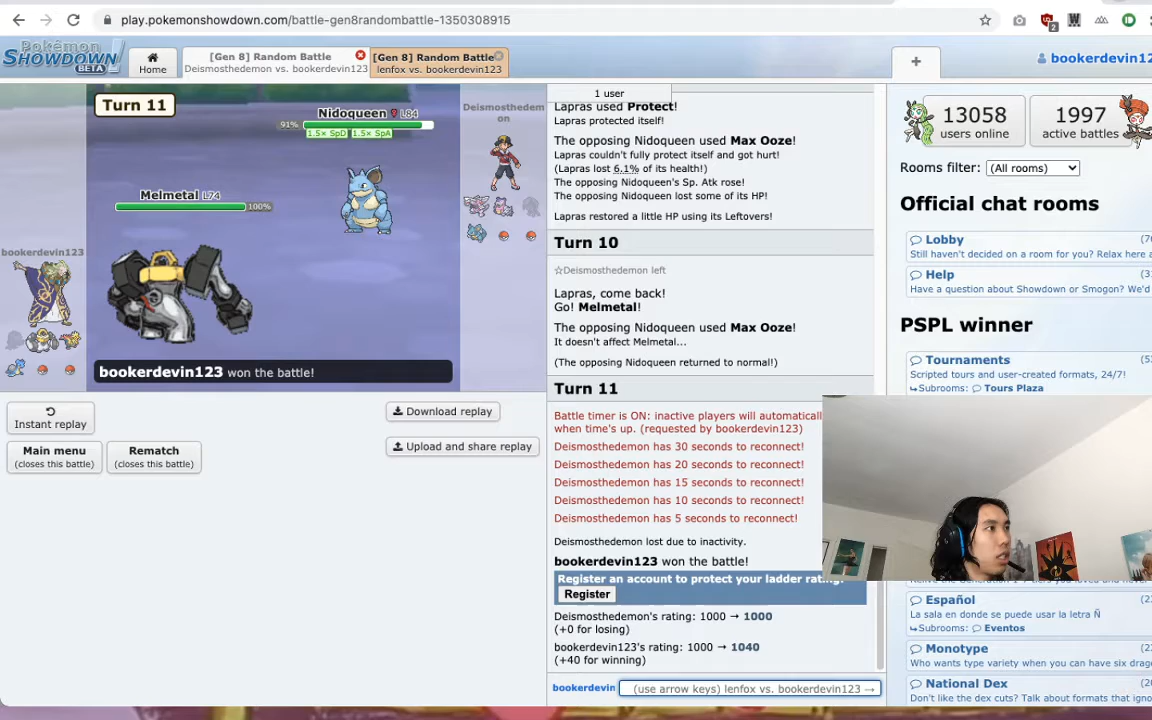 play.pokemonshowdown.com/battle-gen8randombattle-1350308915
2
Pokémon
SHOWDOWN
BETA
Home
[Gen 8] Random Battle
Deismosthedemon vs. bookerdevin123
[Gen 8] Random Battle
lenfox vs. bookerdevin123
+
bookerdevin12
Turn 11
Nidoqueen L84
91%
1.5× SpD 1.5× SpA
Melmetal L74
100%
Deismosthedem
on
bookerdevin123
bookerdevin123 won the battle!
Instant replay
Download replay
Upload and share replay
Main menu
(closes this battle)
Rematch
(closes this battle)
1 user
Lapras used Protect!
Lapras protected itself!
The opposing Nidoqueen used Max Ooze!
Lapras couldn't fully protect itself and got hurt!
(Lapras lost 6.1% of its health!)
The opposing Nidoqueen's Sp. Atk rose!
The opposing Nidoqueen lost some of its HP!
Lapras restored a little HP using its Leftovers!
Turn 10
☆Deismosthedemon left
Lapras, come back!
Go! Melmetal!
The opposing Nidoqueen used Max Ooze!
It doesn't affect Melmetal...
(The opposing Nidoqueen returned to normal!)
Turn 11
Battle timer is ON: inactive players will automaticall
when time's up. (requested by bookerdevin123)
Deismosthedemon has 30 seconds to reconnect!
Deismosthedemon has 20 seconds to reconnect!
Deismosthedemon has 15 seconds to reconnect!
Deismosthedemon has 10 seconds to reconnect!
Deismosthedemon has 5 seconds to reconnect!
Deismosthedemon lost due to inactivity.
bookerdevin123 won the battle!
Register an account to protect your ladder rating!
Register
Deismosthedemon's rating: 1000 → 1000
(+0 for losing)
bookerdevin123's rating: 1000 → 1040
(+40 for winning)
bookerdevin
(use arrow keys) lenfox vs. bookerdevin123 →
13058
users online
1997
active battles
Rooms filter: (All rooms)
Official chat rooms
Lobby
Still haven't decided on a room for you? Relax here a
Help
Have a question about Showdown or Smogon? We'd
PSPL winner
Tournaments
Scripted tours and user-created formats, 24/7!
↳Subrooms: Tours Plaza
Español
La sala en donde se puede usar la letra Ñ
↳Subrooms: Eventos
Monotype
Who wants type variety when you can have six drag
National Dex
Don't like the dex cuts? Talk about formats that igno